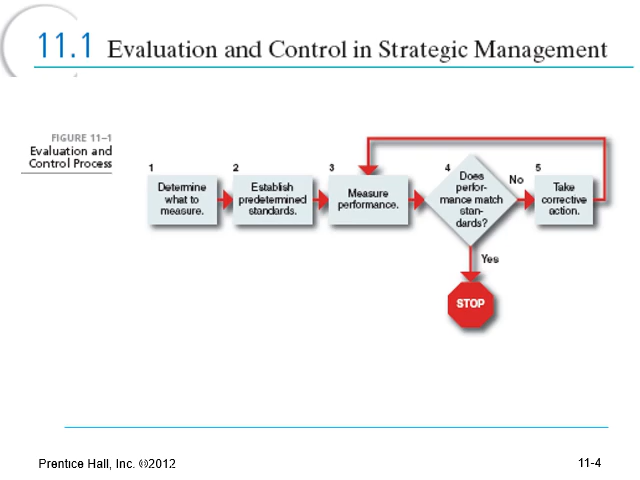 11.1 Evaluation and Control in Strategic Management
FIGURE 11–1
Evaluation and
Control Process
1
Determine
what to
measure.
2
Establish
predetermined
standards.
3
Measure
performance.
4
Does
perfor-
mance match
stan-
dards?
No
5
Take
corrective
action.
Yes
STOP
Prentice Hall, Inc. ©2012
11-4